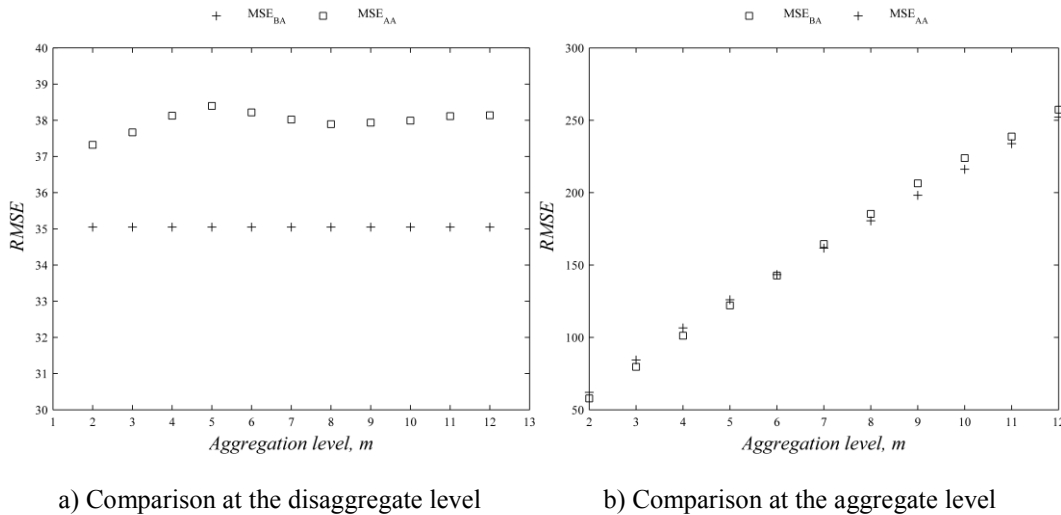 MSE_BA MSE_AA
40
39
38
37
36
35
34
33
32
31
30
RMSE
1 2 3 4 5 6 7 8 9 10 11 12 13
Aggregation level, m
a) Comparison at the disaggregate level
MSE_BA MSE_AA
300
250
200
150
100
50
RMSE
2 3 4 5 6 7 8 9 10 11 12
Aggregation level, m
b) Comparison at the aggregate level